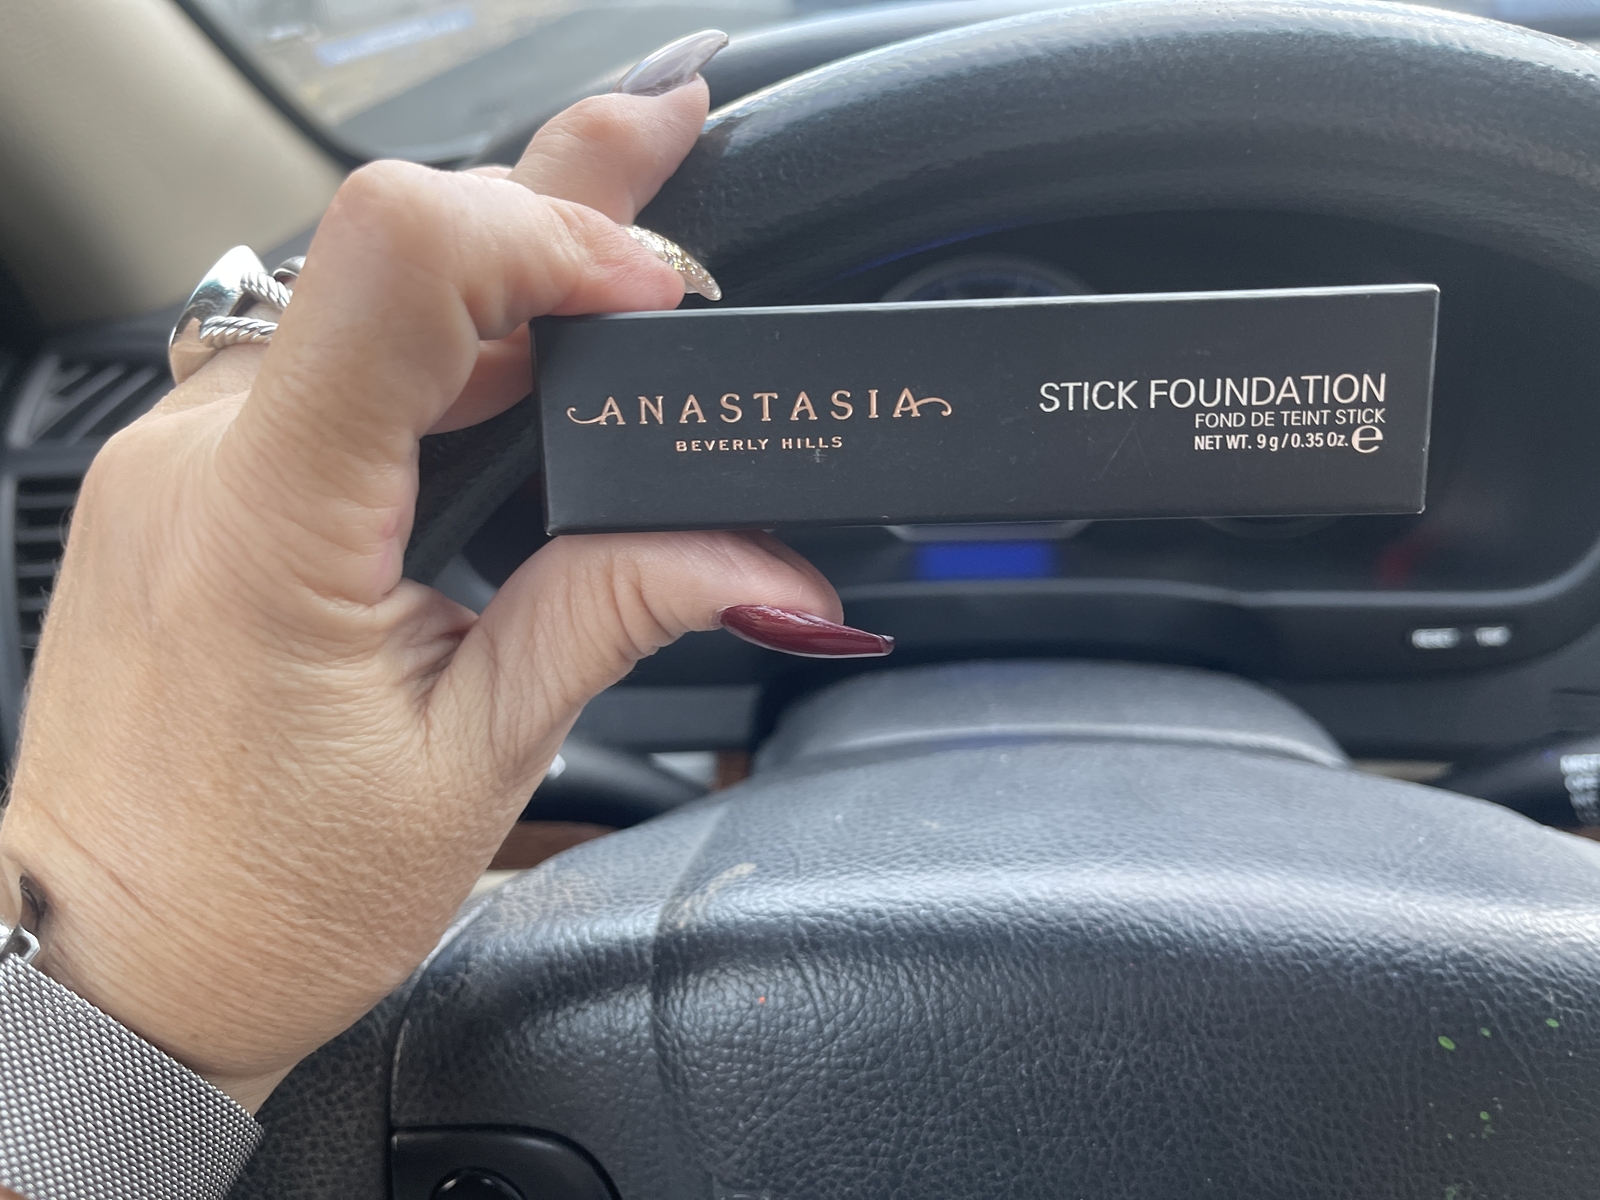 ANASTASIA
BEVERLY HILLS
STICK FOUNDATION
FOND DE TEINT STICK
NET WT. 9 g / 0.35 Oz. ℮